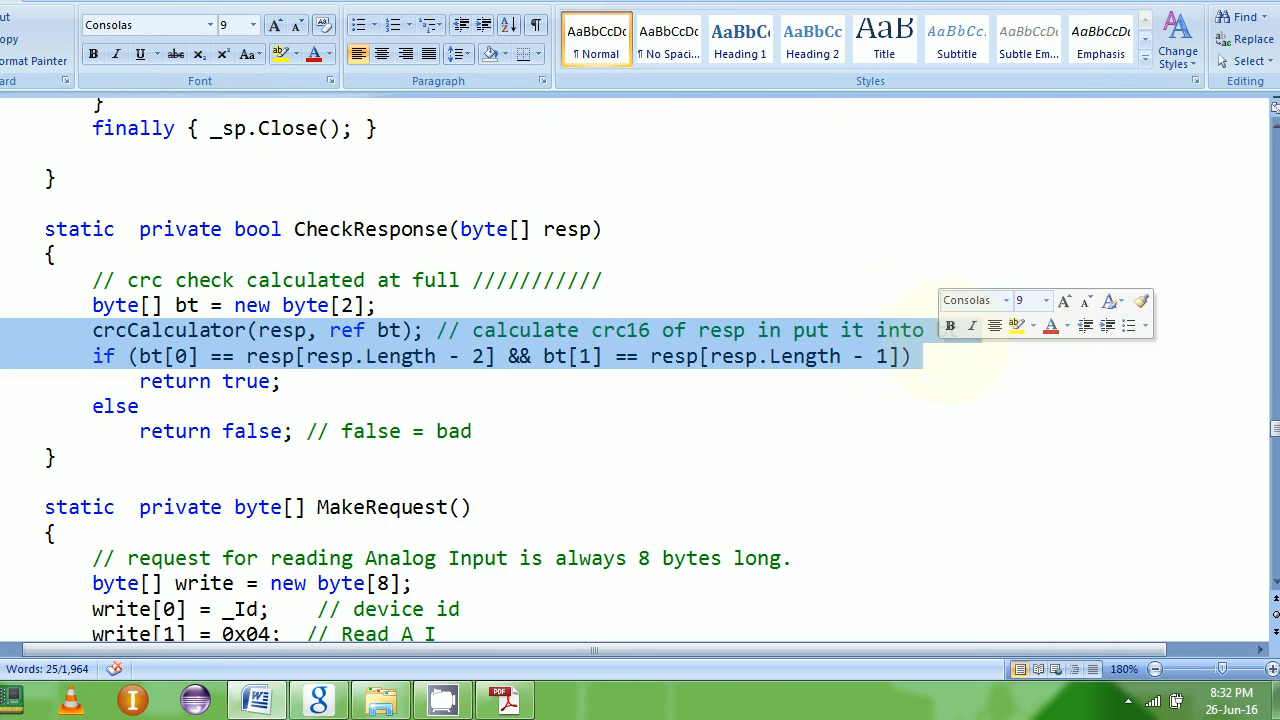 ut
Consolas 9
Find
opy
Replace
ormat Painter
Select
ard
Font
Paragraph
Styles
Editing
AaBbCcDc AaBbCcDc AaBbC AaBbCc AaB AaBbCcL AaBbCcDc AaBbCcDc
¶ Normal ¶ No Spaci... Heading 1 Heading 2 Title Subtitle Subtle Em... Emphasis
Change
Styles
}
finally { _sp.Close(); }
}
static  private bool CheckResponse(byte[] resp)
{
// crc check calculated at full ///////////
byte[] bt = new byte[2];
crcCalculator(resp, ref bt); // calculate crc16 of resp in put it into
if (bt[0] == resp[resp.Length - 2] && bt[1] == resp[resp.Length - 1])
return true;
else
return false; // false = bad
}
Consolas 9
static  private byte[] MakeRequest()
{
// request for reading Analog Input is always 8 bytes long.
byte[] write = new byte[8];
write[0] = _Id;    // device id
write[1] = 0x04;  // Read A I
Words: 25/1,964
180%
8:32 PM
26-Jun-16